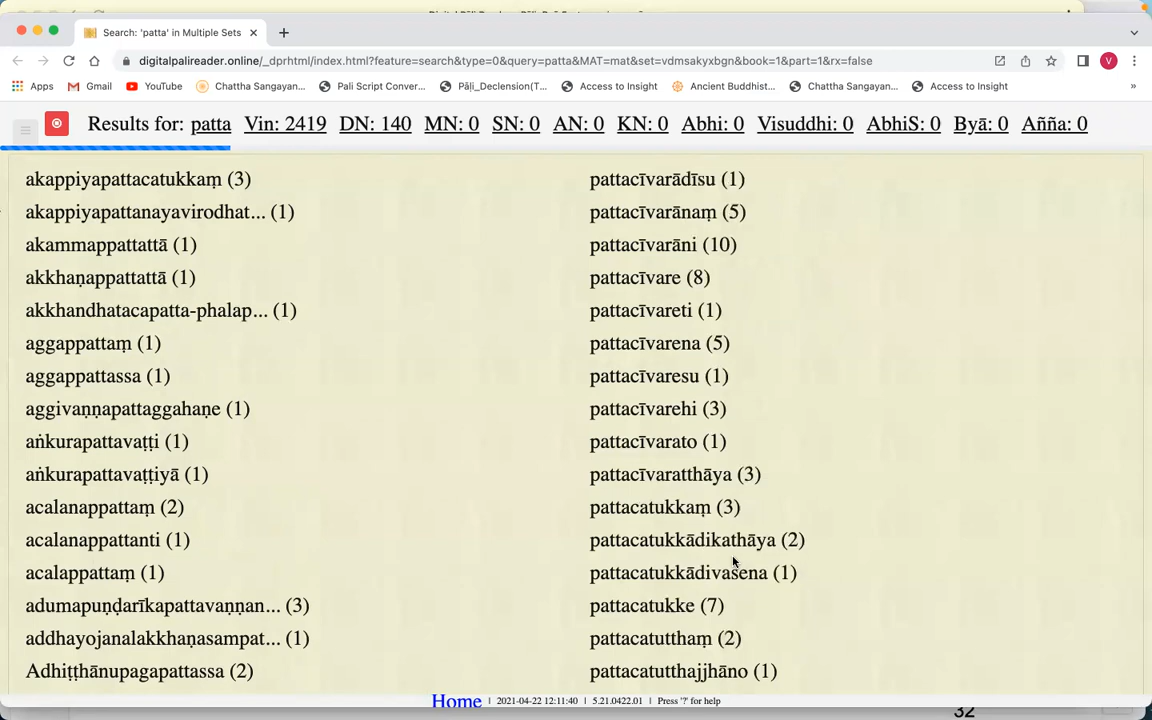 Search: 'patta' in Multiple Sets
digitalpalireader.online/_dprhtml/index.html?feature=search&type=0&query=patta&MAT=mat&set=vdmsakyxbgn&book=1&part=1&rx=false
V
Apps Gmail YouTube Chattha Sangayan... Pali Script Conver... Pāḷi_Declension(T... Access to Insight Ancient Buddhist... Chattha Sangayan... Access to Insight »
Results for: patta Vin: 2419 DN: 140 MN: 0 SN: 0 AN: 0 KN: 0 Abhi: 0 Visuddhi: 0 AbhiS: 0 Byā: 0 Añña: 0
akappiyapattacatukkaṃ (3)
akappiyapattanayavirodhat... (1)
akammappattattā (1)
akkhaṇappattattā (1)
akkhandhatacapatta-phalap... (1)
aggappattaṃ (1)
aggappattassa (1)
aggivaṇṇapattaggahaṇe (1)
aṅkurapattavaṭṭi (1)
aṅkurapattavaṭṭiyā (1)
acalanappattaṃ (2)
acalanappattanti (1)
acalappattaṃ (1)
adumapuṇḍarīkapattavaṇṇan... (3)
addhayojanalakkhaṇasampat... (1)
Adhiṭṭhānupagapattassa (2)
pattacīvarādīsu (1)
pattacīvarānaṃ (5)
pattacīvarāni (10)
pattacīvare (8)
pattacīvareti (1)
pattacīvarena (5)
pattacīvaresu (1)
pattacīvarehi (3)
pattacīvarato (1)
pattacīvaratthāya (3)
pattacatukkaṃ (3)
pattacatukkādikathāya (2)
pattacatukkādivasena (1)
pattacatukke (7)
pattacatutthaṃ (2)
pattacatutthajjhāno (1)
Home | 2021-04-22 12:11:40 | 5.21.0422.01 | Press '?' for help
32